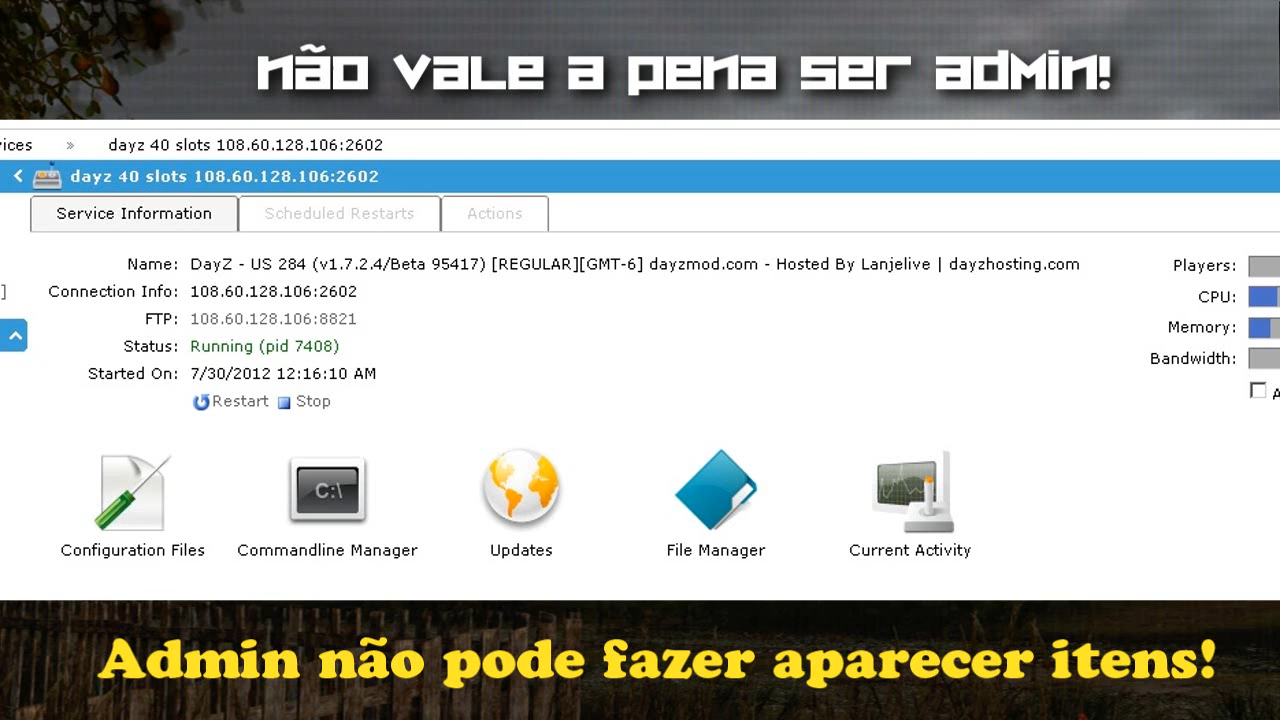 não vale a pena ser admin!
ices » dayz 40 slots 108.60.128.106:2602
dayz 40 slots 108.60.128.106:2602
Service Information Scheduled Restarts Actions
Name: DayZ - US 284 (v1.7.2.4/Beta 95417) [REGULAR][GMT-6] dayzmod.com - Hosted By Lanjelive | dayzhosting.com
Players:
] Connection Info: 108.60.128.106:2602
CPU:
FTP: 108.60.128.106:8821
Memory:
Status: Running (pid 7408)
Bandwidth:
Started On: 7/30/2012 12:16:10 AM
Restart Stop
A
C:\
Configuration Files Commandline Manager Updates File Manager Current Activity
Admin não pode fazer aparecer itens!